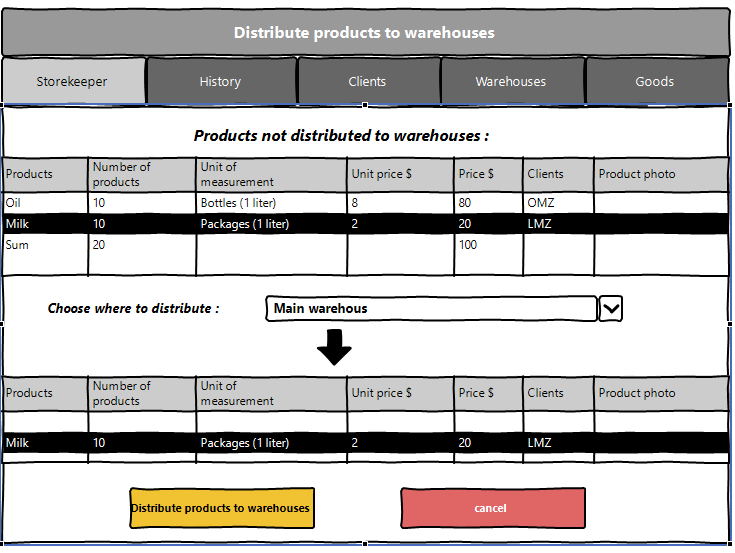 Distribute products to warehouses
Storekeeper History Clients Warehouses Goods
Products not distributed to warehouses :
Products Number of products Unit of measurement Unit price $ Price $ Clients Product photo
Oil 10 Bottles (1 liter) 8 80 OMZ
Milk 10 Packages (1 liter) 2 20 LMZ
Sum 20 100
Choose where to distribute : Main warehous
Products Number of products Unit of measurement Unit price $ Price $ Clients Product photo
Milk 10 Packages (1 liter) 2 20 LMZ
Distribute products to warehouses cancel